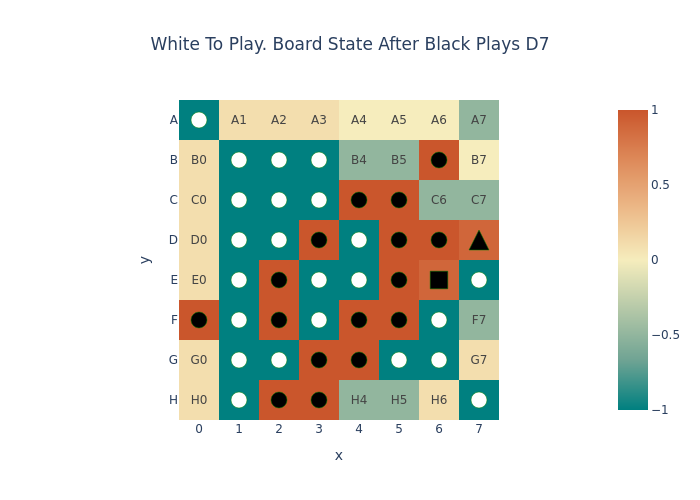 White To Play. Board State After Black Plays D7
A A1 A2 A3 A4 A5 A6 A7
B B0 B4 B5 B7
C C0 C6 C7
D D0
E E0
F F7
G G0 G7
H H0 H4 H5 H6
0 1 2 3 4 5 6 7
x
y
1
0.5
0
−0.5
−1